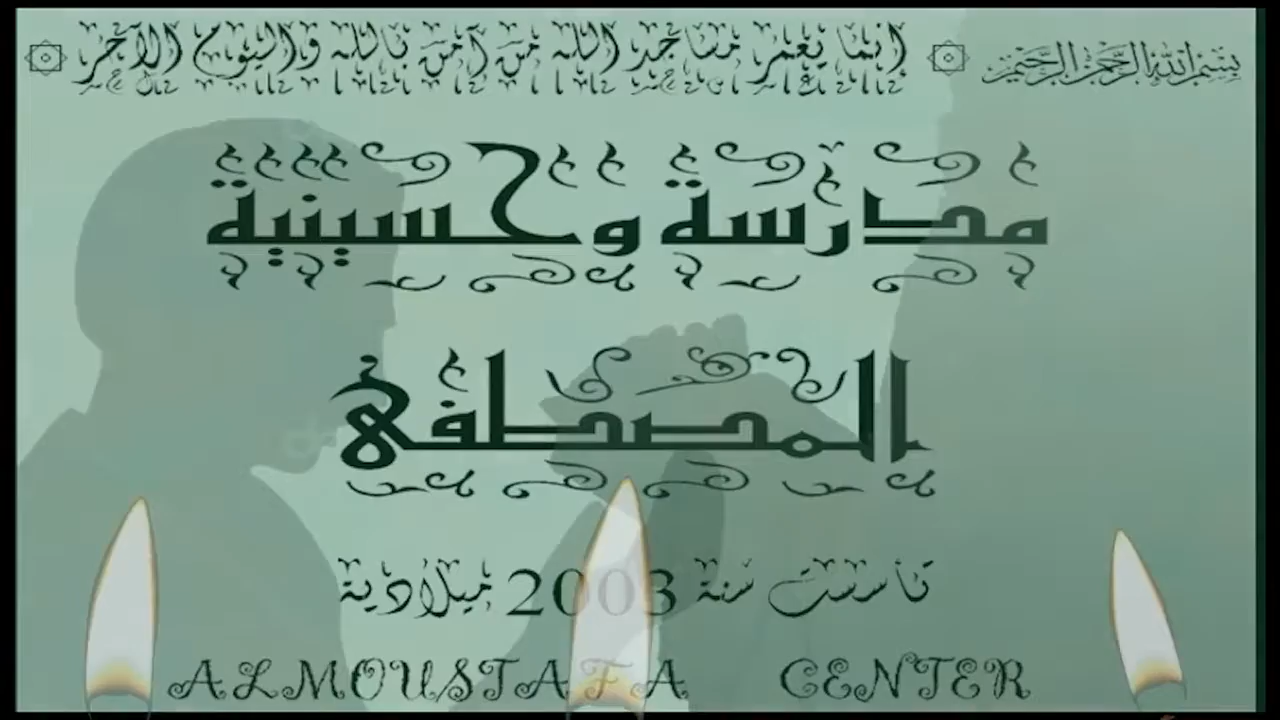 بسم الله الرحمن الرحيم
إنما يعمر مساجد الله من آمن بالله واليوم الآخر
مدرسة وحسينية
المصطفى
تأسست سنة 2003 ميلادية
ALMOUSTAFA CENTER